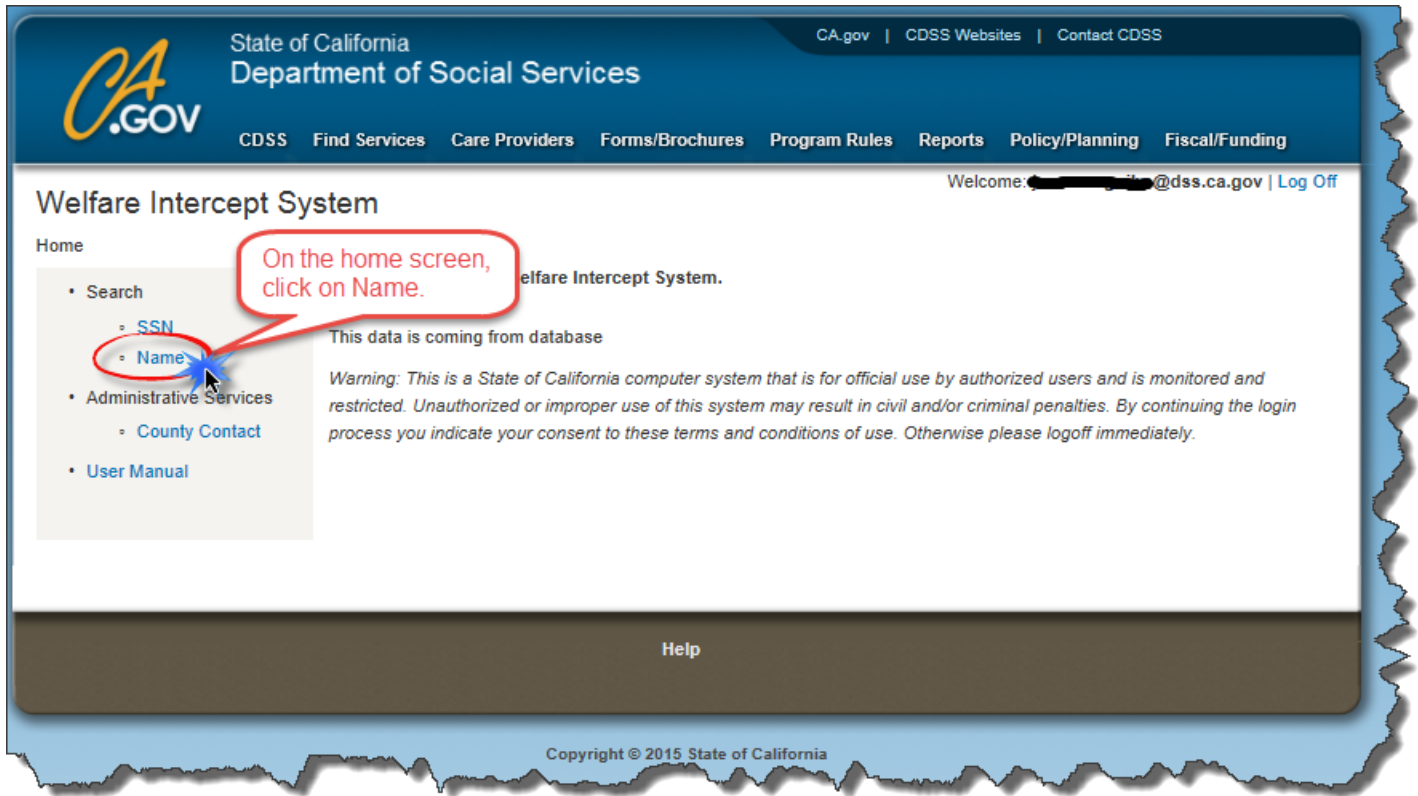 CA.gov | CDSS Websites | Contact CDSS
CA
.GOV
State of California
Department of Social Services
CDSS Find Services Care Providers Forms/Brochures Program Rules Reports Policy/Planning Fiscal/Funding
Welcome: @dss.ca.gov | Log Off
Welfare Intercept System
Home
On the home screen,
click on Name.
• Search
◦ SSN
◦ Name
• Administrative Services
◦ County Contact
• User Manual
elfare Intercept System.
This data is coming from database
Warning: This is a State of California computer system that is for official use by authorized users and is monitored and
restricted. Unauthorized or improper use of this system may result in civil and/or criminal penalties. By continuing the login
process you indicate your consent to these terms and conditions of use. Otherwise please logoff immediately.
Help
Copyright © 2015 State of California